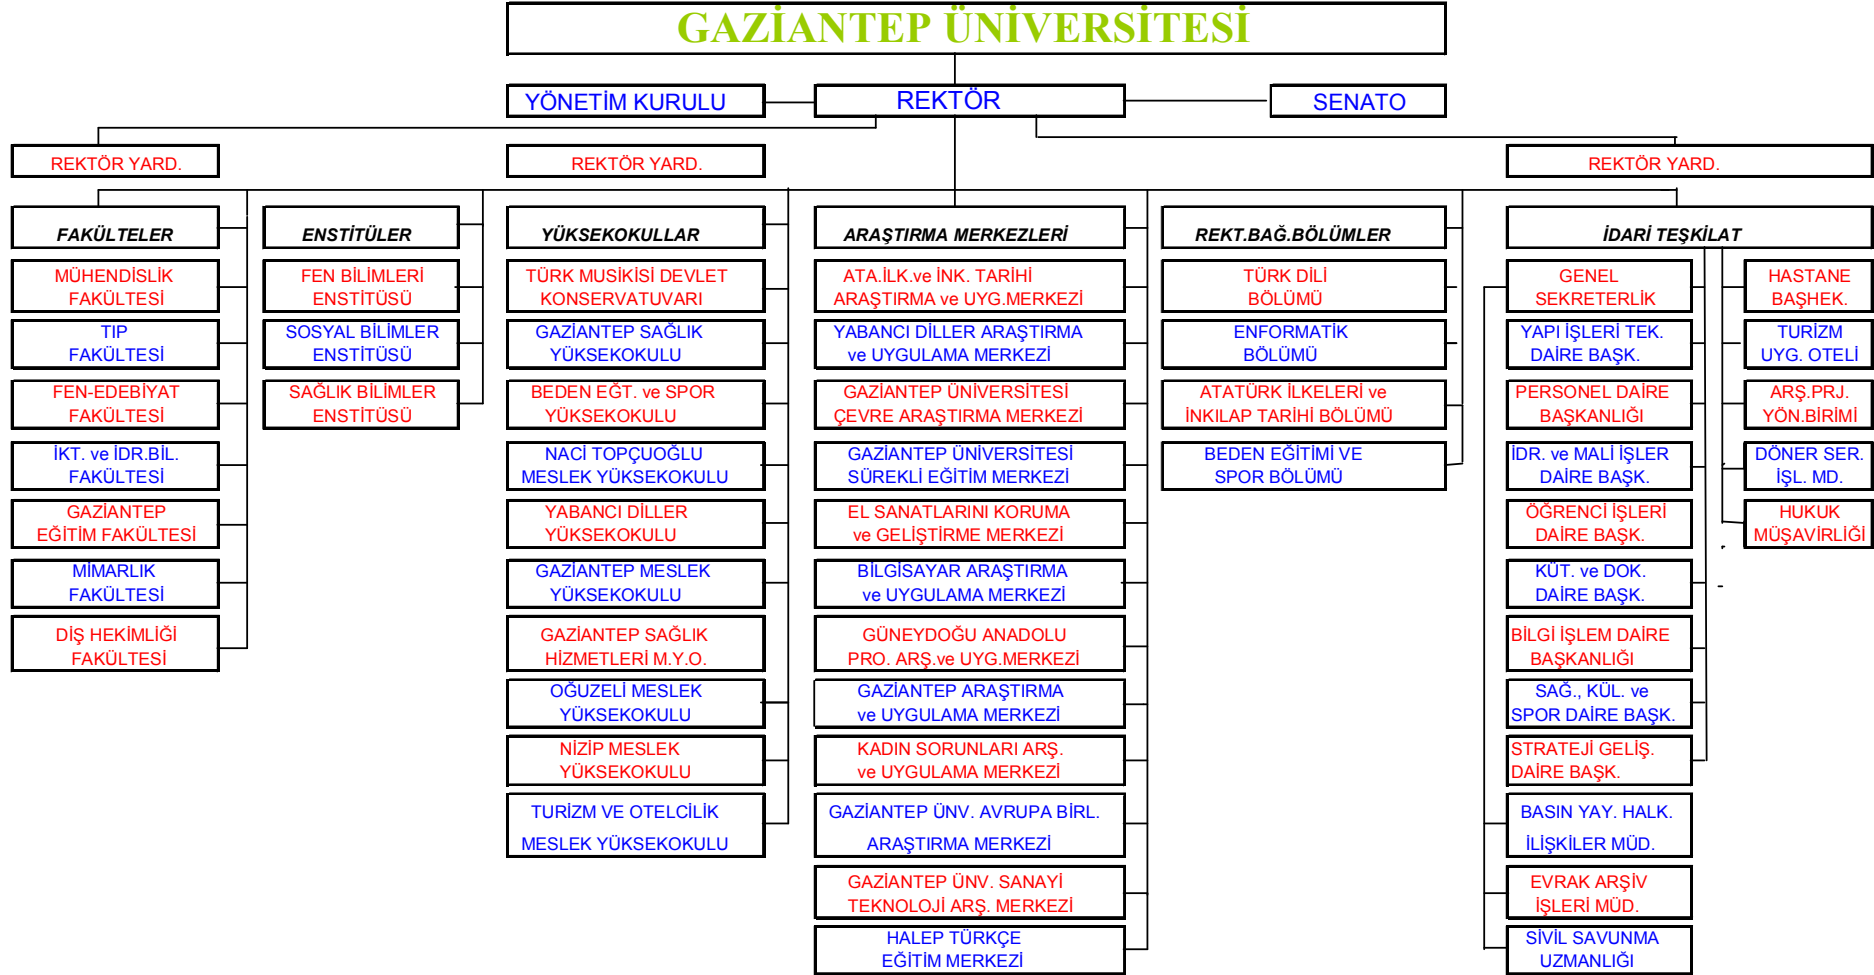 GAZİANTEP ÜNİVERSİTESİ
YÖNETİM KURULU
REKTÖR
SENATO
REKTÖR YARD.
REKTÖR YARD.
REKTÖR YARD.
FAKÜLTELER
MÜHENDİSLİK
FAKÜLTESİ
TIP
FAKÜLTESİ
FEN-EDEBİYAT
FAKÜLTESİ
İKT. ve İDR.BİL.
FAKÜLTESİ
GAZİANTEP
EĞİTİM FAKÜLTESİ
MİMARLIK
FAKÜLTESİ
DİŞ HEKİMLİĞİ
FAKÜLTESİ
ENSTİTÜLER
FEN BİLİMLERİ
ENSTİTÜSÜ
SOSYAL BİLİMLER
ENSTİTÜSÜ
SAĞLIK BİLİMLER
ENSTİTÜSÜ
YÜKSEKOKULLAR
TÜRK MUSIKİSİ DEVLET
KONSERVATUVARI
GAZİANTEP SAĞLIK
YÜKSEKOKULU
BEDEN EĞT. ve SPOR
YÜKSEKOKULU
NACİ TOPÇUOĞLU
MESLEK YÜKSEKOKULU
YABANCI DİLLER
YÜKSEKOKULU
GAZİANTEP MESLEK
YÜKSEKOKULU
GAZİANTEP SAĞLIK
HİZMETLERİ M.Y.O.
OĞUZELİ MESLEK
YÜKSEKOKULU
NİZİP MESLEK
YÜKSEKOKULU
TURİZM VE OTELCİLİK
MESLEK YÜKSEKOKULU
ARAŞTIRMA MERKEZLERİ
ATA.İLK.ve İNK. TARİHİ
ARAŞTIRMA ve UYG.MERKEZİ
YABANCI DİLLER ARAŞTIRMA
ve UYGULAMA MERKEZİ
GAZİANTEP ÜNİVERSİTESİ
ÇEVRE ARAŞTIRMA MERKEZİ
GAZİANTEP ÜNİVERSİTESİ
SÜREKLİ EĞİTİM MERKEZİ
EL SANATLARINI KORUMA
ve GELİŞTİRME MERKEZİ
BİLGİSAYAR ARAŞTIRMA
ve UYGULAMA MERKEZİ
GÜNEYDOĞU ANADOLU
PRO. ARŞ.ve UYG.MERKEZİ
GAZİANTEP ARAŞTIRMA
ve UYGULAMA MERKEZİ
KADIN SORUNLARI ARŞ.
ve UYGULAMA MERKEZİ
GAZİANTEP ÜNV. AVRUPA BİRL.
ARAŞTIRMA MERKEZİ
GAZİANTEP ÜNV. SANAYİ
TEKNOLOJİ ARŞ. MERKEZİ
HALEP TÜRKÇE
EĞİTİM MERKEZİ
REKT.BAĞ.BÖLÜMLER
TÜRK DİLİ
BÖLÜMÜ
ENFORMATİK
BÖLÜMÜ
ATATÜRK İLKELERİ ve
İNKILAP TARİHİ BÖLÜMÜ
BEDEN EĞİTİMİ VE
SPOR BÖLÜMÜ
İDARİ TEŞKİLAT
GENEL
SEKRETERLİK
YAPI İŞLERİ TEK.
DAİRE BAŞK.
PERSONEL DAİRE
BAŞKANLIĞI
İDR. ve MALİ İŞLER
DAİRE BAŞK.
ÖĞRENCİ İŞLERİ
DAİRE BAŞK.
KÜT. ve DOK.
DAİRE BAŞK.
BİLGİ İŞLEM DAİRE
BAŞKANLIĞI
SAĞ., KÜL. ve
SPOR DAİRE BAŞK.
STRATEJİ GELİŞ.
DAİRE BAŞK.
BASIN YAY. HALK.
İLİŞKİLER MÜD.
EVRAK ARŞİV
İŞLERİ MÜD.
SİVİL SAVUNMA
UZMANLIĞI
HASTANE
BAŞHEK.
TURİZM
UYG. OTELİ
ARŞ.PRJ.
YÖN.BİRİMİ
DÖNER SER.
İŞL. MD.
HUKUK
MÜŞAVİRLİĞİ